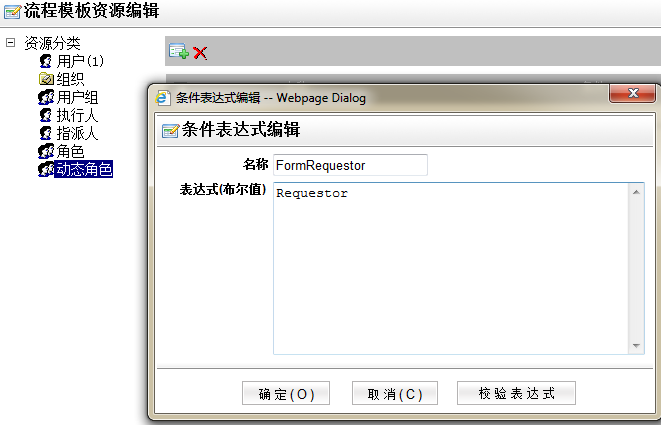 流程模板资源编辑
资源分类
用户(1)
组织
用户组
执行人
指派人
角色
动态角色
条件表达式编辑 -- Webpage Dialog
条件表达式编辑
名称 FormRequestor
表达式(布尔值) Requestor
确定(O) 取消(C) 校验表达式